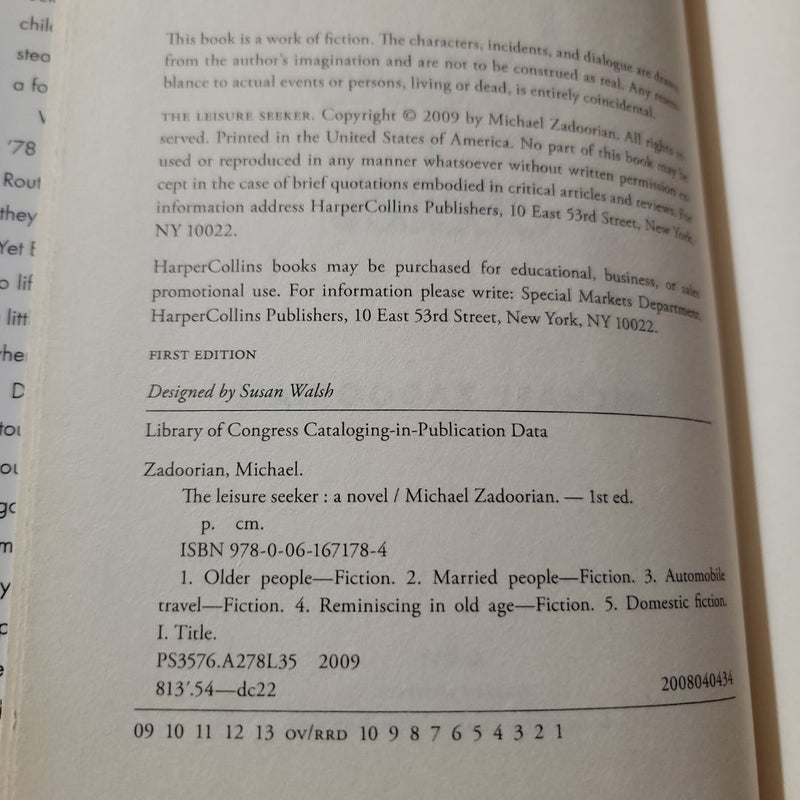 chil
stea
a fo
'78
Rout
they
Yet
o lif
litt
he
D
tou
ou
go
m
y
This book is a work of fiction. The characters, incidents, and dialogue are drawn
from the author's imagination and are not to be construed as real. Any resem-
blance to actual events or persons, living or dead, is entirely coincidental.
THE LEISURE SEEKER. Copyright © 2009 by Michael Zadoorian. All rights re-
served. Printed in the United States of America. No part of this book may be
used or reproduced in any manner whatsoever without written permission ex-
cept in the case of brief quotations embodied in critical articles and reviews. For
information address HarperCollins Publishers, 10 East 53rd Street, New York,
NY 10022.
HarperCollins books may be purchased for educational, business, or sales
promotional use. For information please write: Special Markets Department,
HarperCollins Publishers, 10 East 53rd Street, New York, NY 10022.
FIRST EDITION
Designed by Susan Walsh
Library of Congress Cataloging-in-Publication Data
Zadoorian, Michael.
The leisure seeker : a novel / Michael Zadoorian. — 1st ed.
p. cm.
ISBN 978-0-06-167178-4
1. Older people—Fiction. 2. Married people—Fiction. 3. Automobile
travel—Fiction. 4. Reminiscing in old age—Fiction. 5. Domestic fiction.
I. Title.
PS3576.A278L35 2009
813'.54—dc22 2008040434
09 10 11 12 13 OV/RRD 10 9 8 7 6 5 4 3 2 1